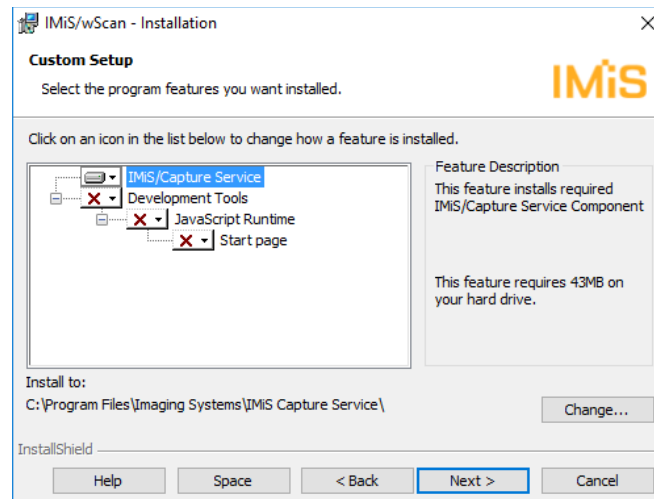 IMiS/wScan - Installation
Custom Setup
Select the program features you want installed.
IMiS
Click on an icon in the list below to change how a feature is installed.
IMiS/Capture Service
Development Tools
JavaScript Runtime
Start page
Feature Description
This feature installs required
IMiS/Capture Service Component
This feature requires 43MB on
your hard drive.
Install to:
C:\Program Files\Imaging Systems\IMiS Capture Service\
Change...
InstallShield
Help Space < Back Next > Cancel